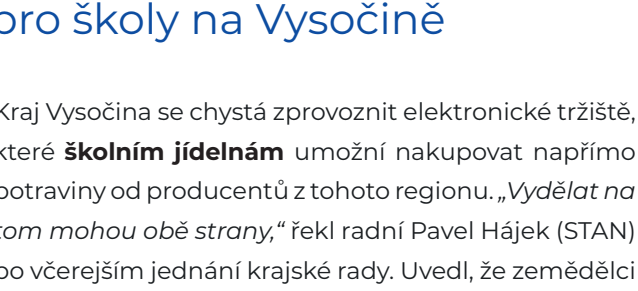 pro školy na Vysočině
Kraj Vysočina se chystá zprovoznit elektronické tržiště,
které školním jídelnám umožní nakupovat napřímo
potraviny od producentů z tohoto regionu. „Vydělat na
tom mohou obě strany,“ řekl radní Pavel Hájek (STAN)
po včerejším jednání krajské rady. Uvedl, že zemědělci